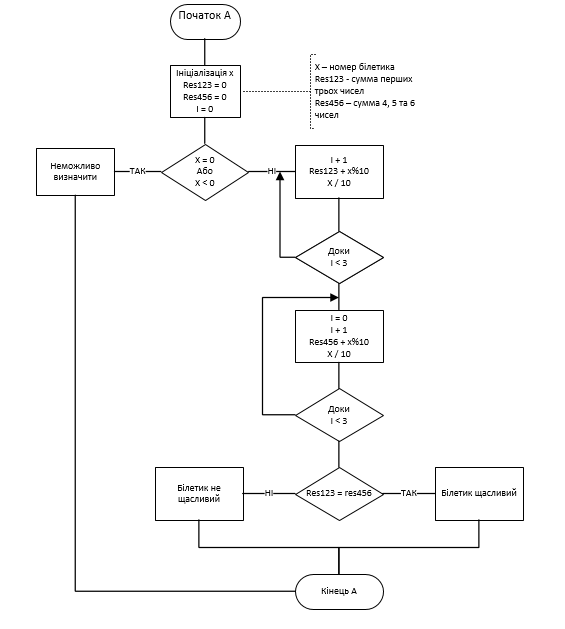 Початок А
Ініціалізація x
Res123 = 0
Res456 = 0
I = 0
X – номер білетика
Res123 - сумма перших
трьох чисел
Res456 – сумма 4, 5 та 6
чисел
Неможливо
визначити
ТАК
X = 0
Або
X < 0
НІ
I + 1
Res123 + x%10
X / 10
Доки
I < 3
I = 0
I + 1
Res456 + x%10
X / 10
Доки
I < 3
Білетик не
щасливий
НІ
Res123 = res456
ТАК
Білетик щасливий
Кінець А